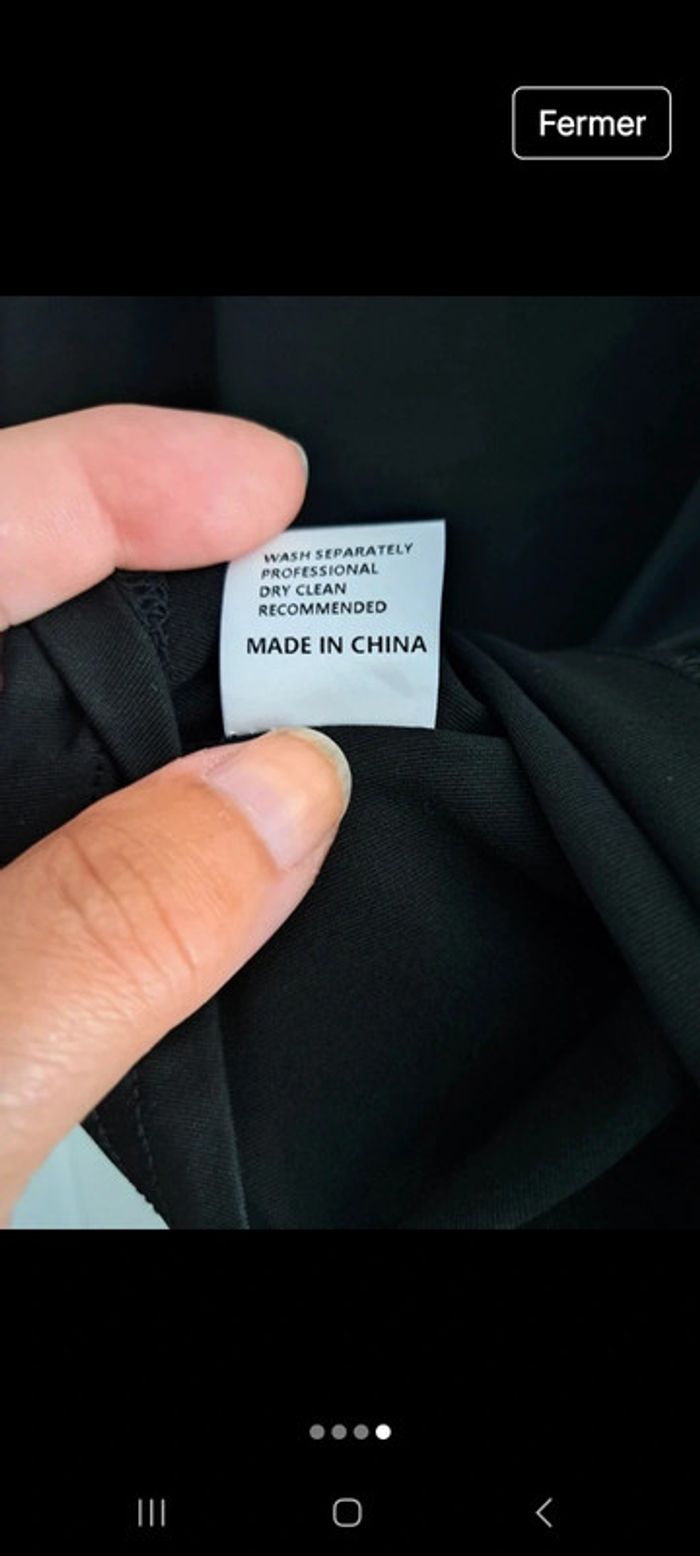 Fermer
WASH SEPARATELY
PROFESSIONAL
DRY CLEAN
RECOMMENDED
MADE IN CHINA